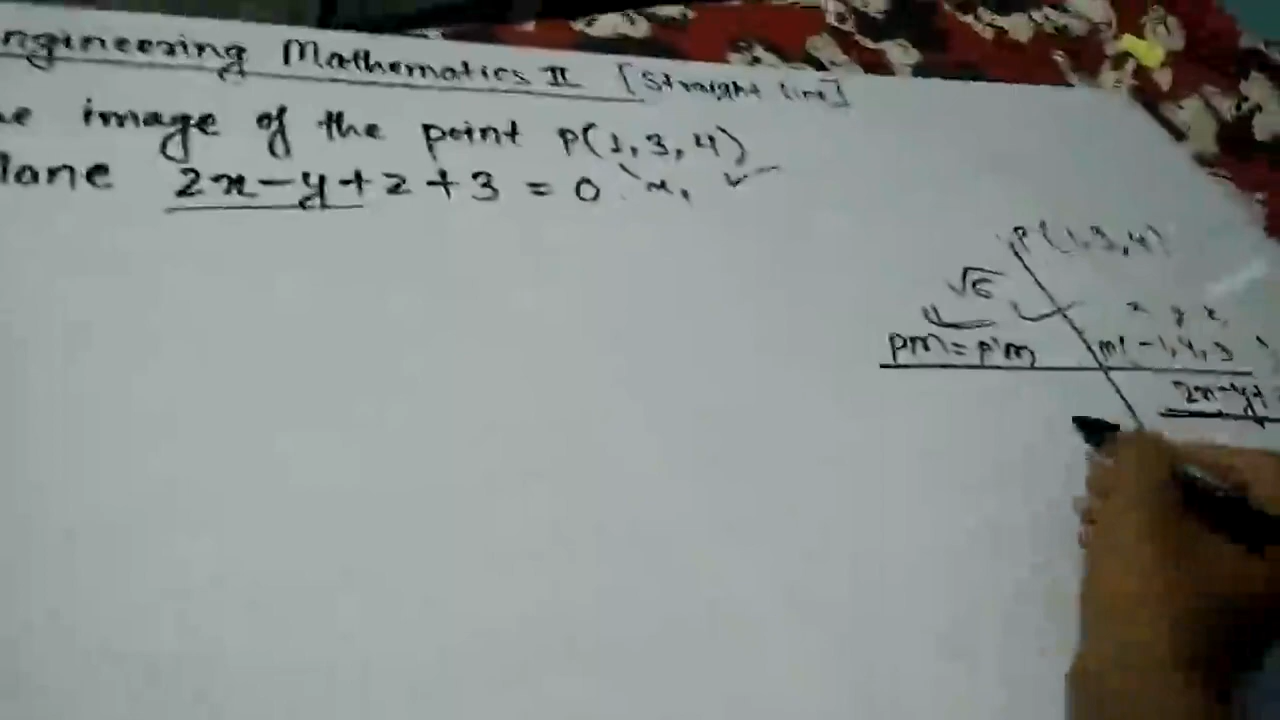 ngineering Mathematics II [Straight line]
e image of the point P(1, 3, 4)
lane 2x - y + z + 3 = 0
P(1, 3, 4)
√6
x y z
PM = P'M
M(-1, 4, 3
2x-y+